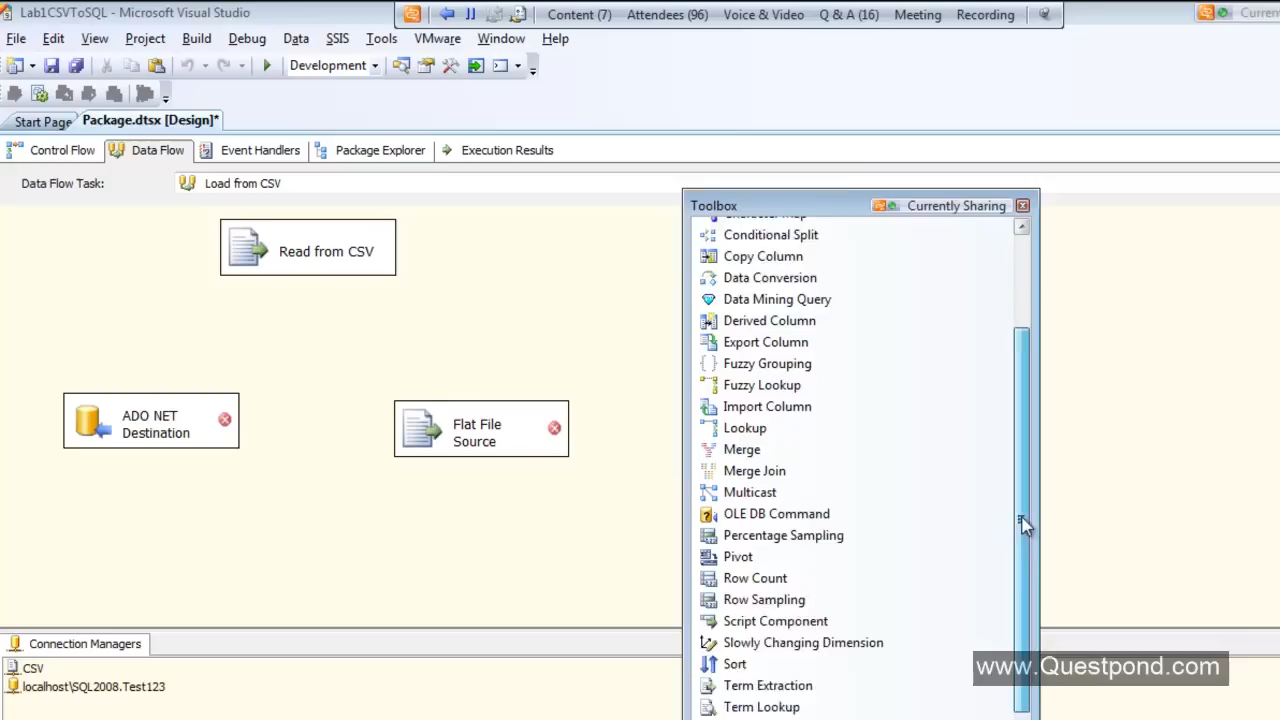 Lab1CSVToSQL - Microsoft Visual Studio
Content (7) Attendees (96) Voice & Video Q & A (16) Meeting Recording
File Edit View Project Build Debug Data SSIS Tools VMware Window Help
Development
Start Page Package.dtsx [Design]*
Control Flow Data Flow Event Handlers Package Explorer Execution Results
Data Flow Task: Load from CSV
Toolbox Currently Sharing
Read from CSV
ADO NET
Destination
Flat File
Source
Character Map
Conditional Split
Copy Column
Data Conversion
Data Mining Query
Derived Column
Export Column
Fuzzy Grouping
Fuzzy Lookup
Import Column
Lookup
Merge
Merge Join
Multicast
OLE DB Command
Percentage Sampling
Pivot
Row Count
Row Sampling
Script Component
Slowly Changing Dimension
Sort
Term Extraction
Term Lookup
Connection Managers
CSV
localhost\SQL2008.Test123
www.Questpond.com